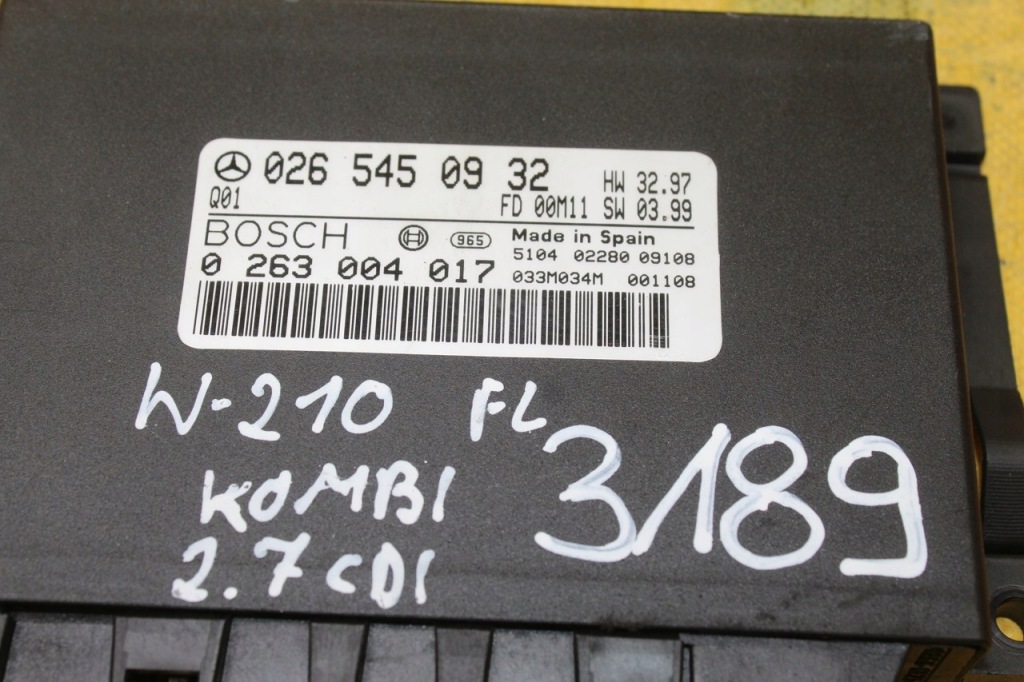 026 545 09 32 HW 32.97
Q01 FD 00M11 SW 03.99
BOSCH 965 Made in Spain
5104 02280 09108
0 263 004 017 033M034M 001108
W-210 FL
3189
KOMBI
2.7 CDI